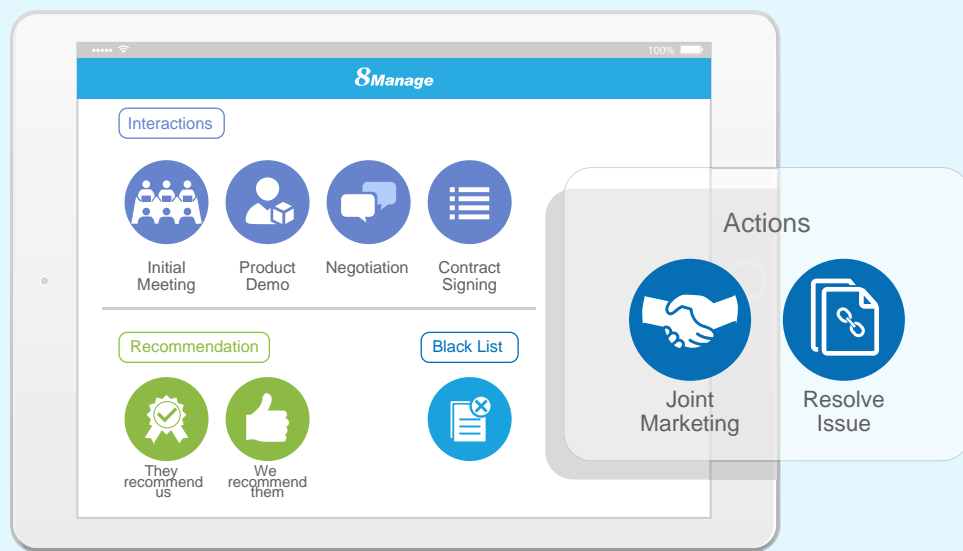 100%
8Manage
Interactions
Initial
Meeting
Product
Demo
Negotiation
Contract
Signing
Recommendation
They
recommend
us
We
recommend
them
Black List
Actions
Joint
Marketing
Resolve
Issue